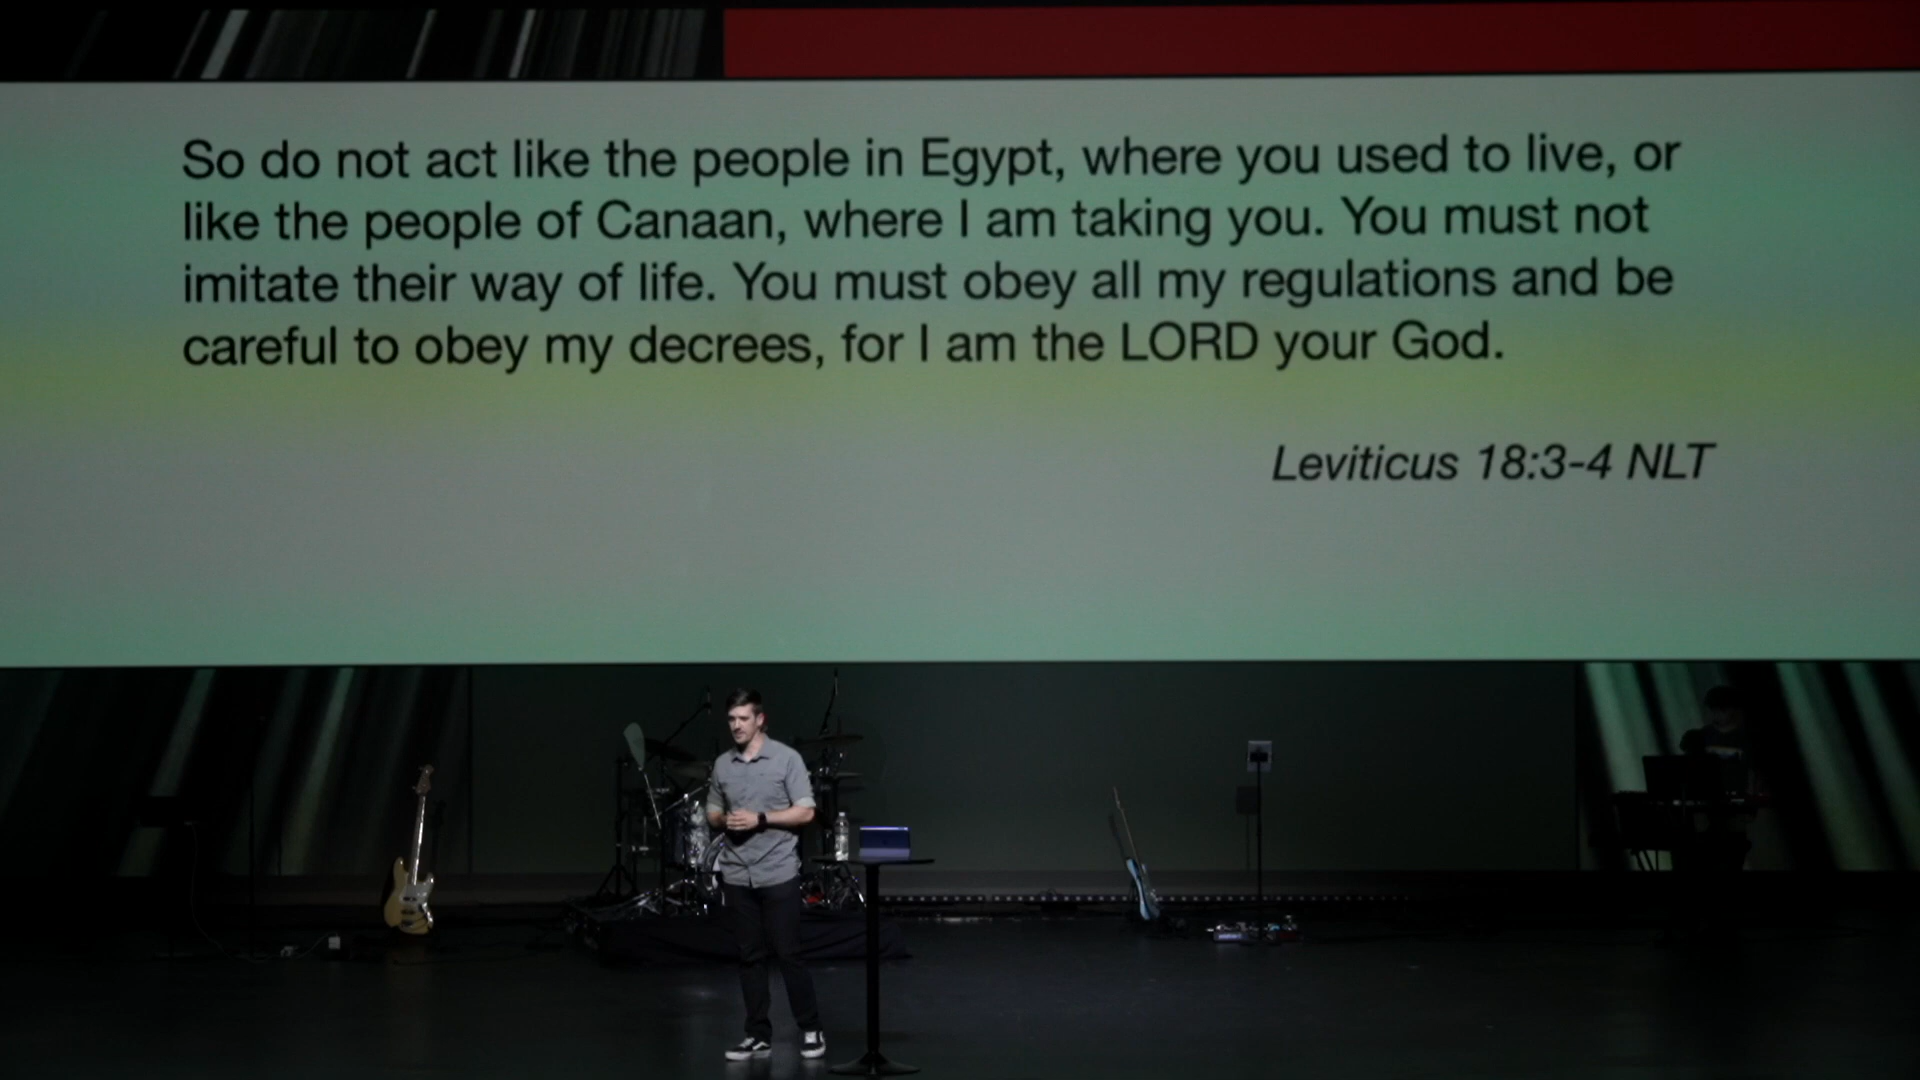 So do not act like the people in Egypt, where you used to live, or
like the people of Canaan, where I am taking you. You must not
imitate their way of life. You must obey all my regulations and be
careful to obey my decrees, for I am the LORD your God.
Leviticus 18:3-4 NLT